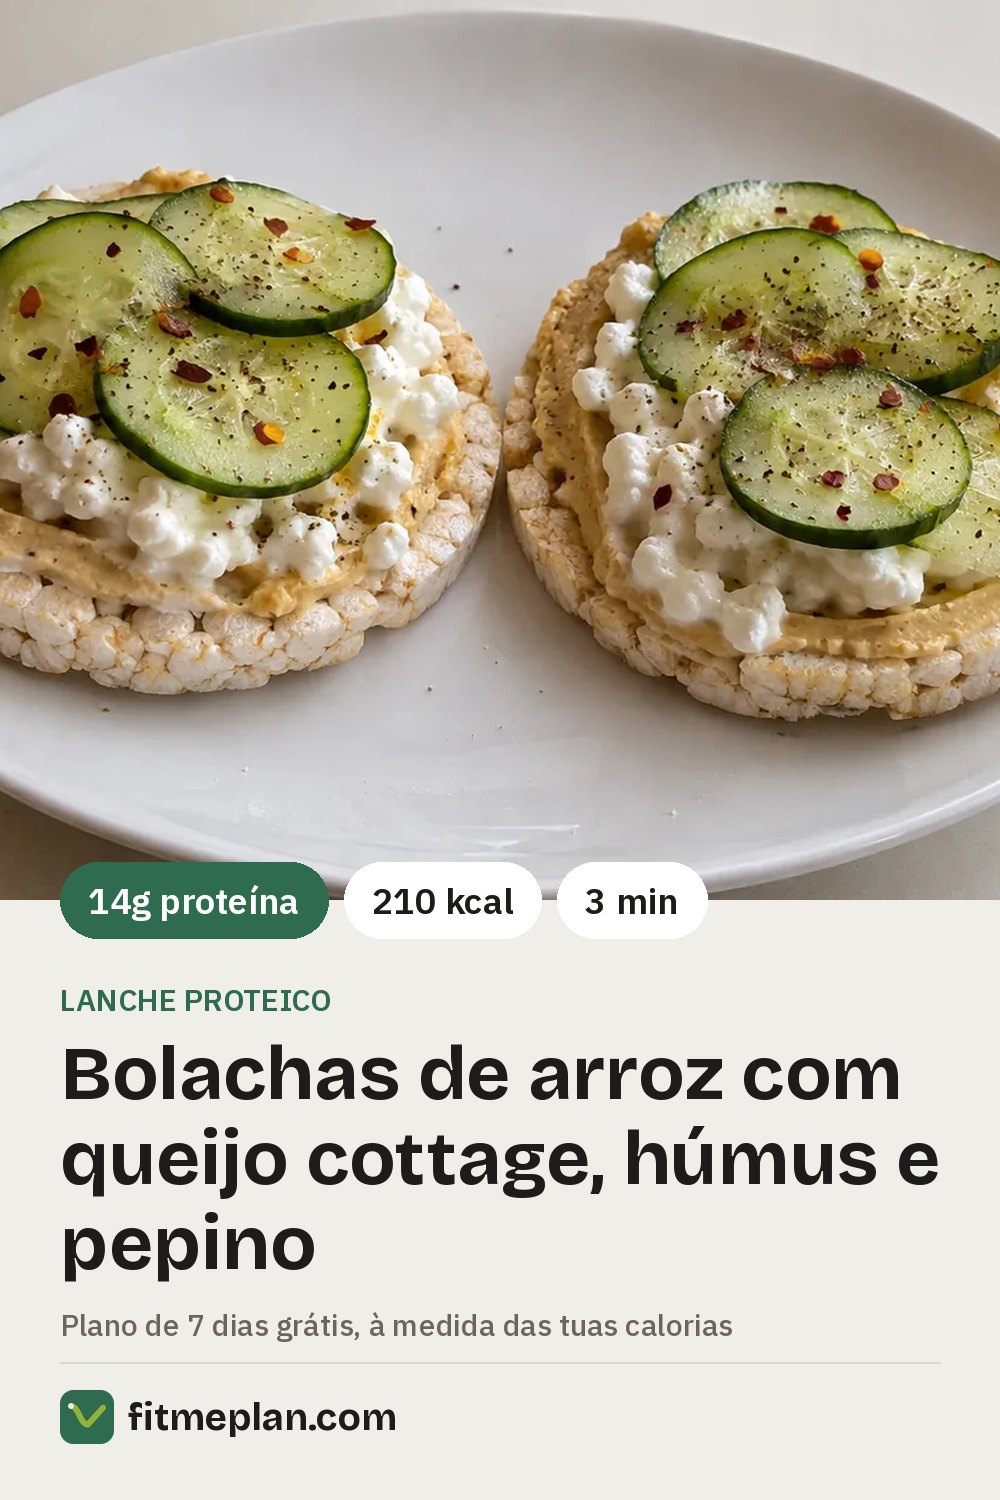 14g proteína
210 kcal
3 min
LANCHE PROTEICO
Bolachas de arroz com
queijo cottage, húmus e
pepino
Plano de 7 dias grátis, à medida das tuas calorias
fitmeplan.com